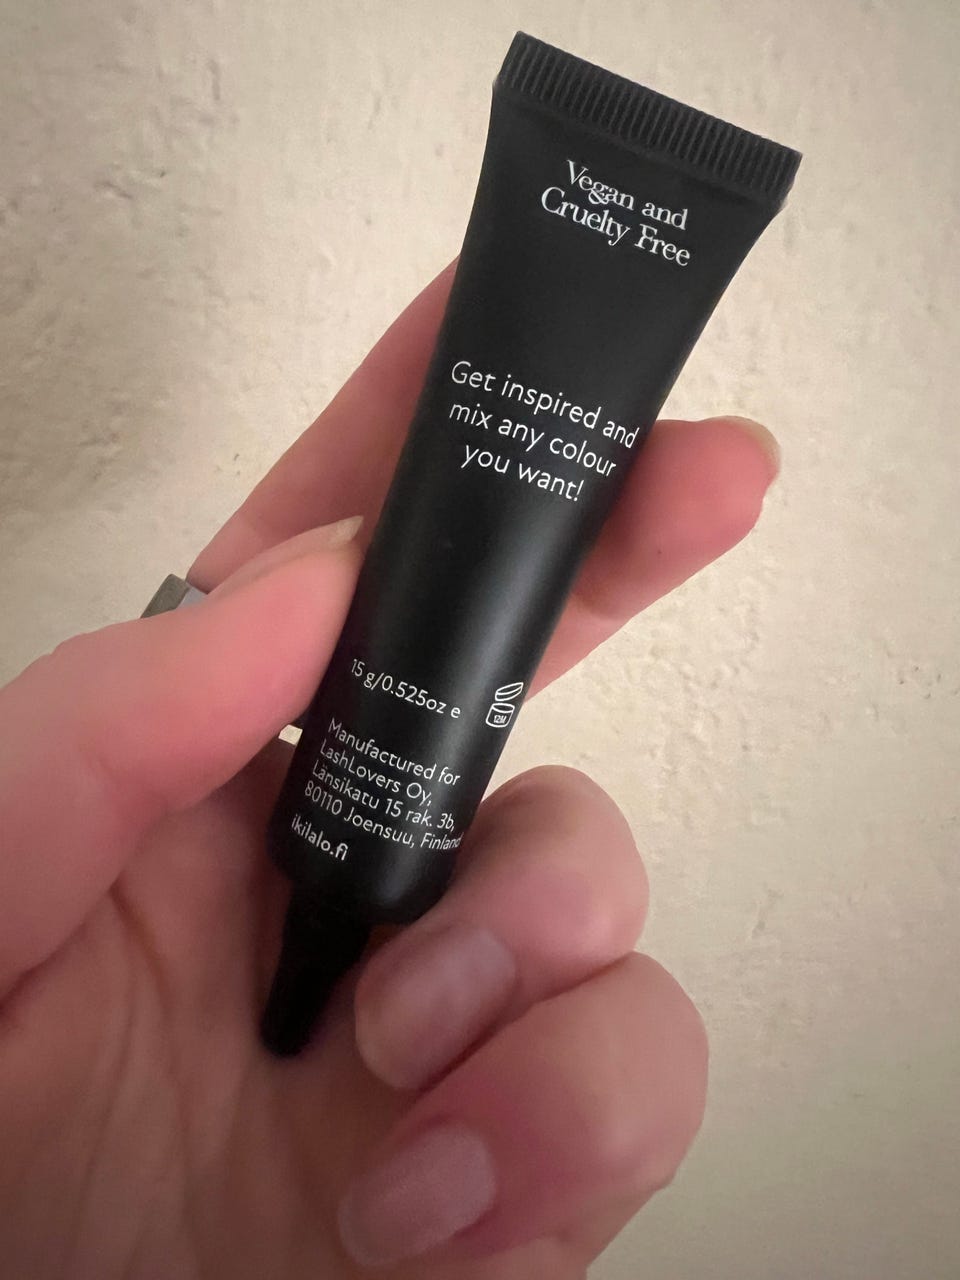 Vegan and
Cruelty Free
Get inspired and
mix any colour
you want!
15 g/0.525oz e
12M
Manufactured for
LashLovers Oy,
Länsikatu 15 rak. 3b,
80110 Joensuu, Finland
ikilalo.fi